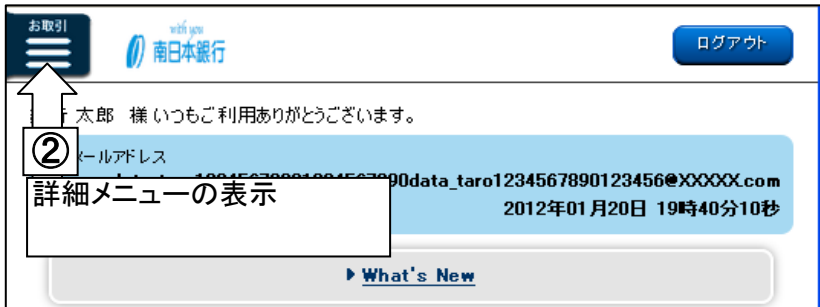 お取引
with you
南日本銀行
ログアウト
太郎 様 いつもご利用ありがとうございます。
②
メールアドレス
90data_taro1234567890123456@XXXXX.com
詳細メニューの表示
2012年01月20日 19時40分10秒
What's New